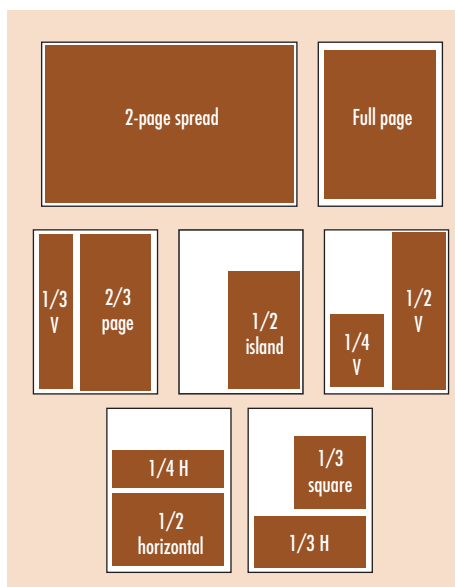 2-page spread
Full page
1/3
V
2/3
page
1/2
island
1/4
V
1/2
V
1/4 H
1/2
horizontal
1/3
square
1/3 H